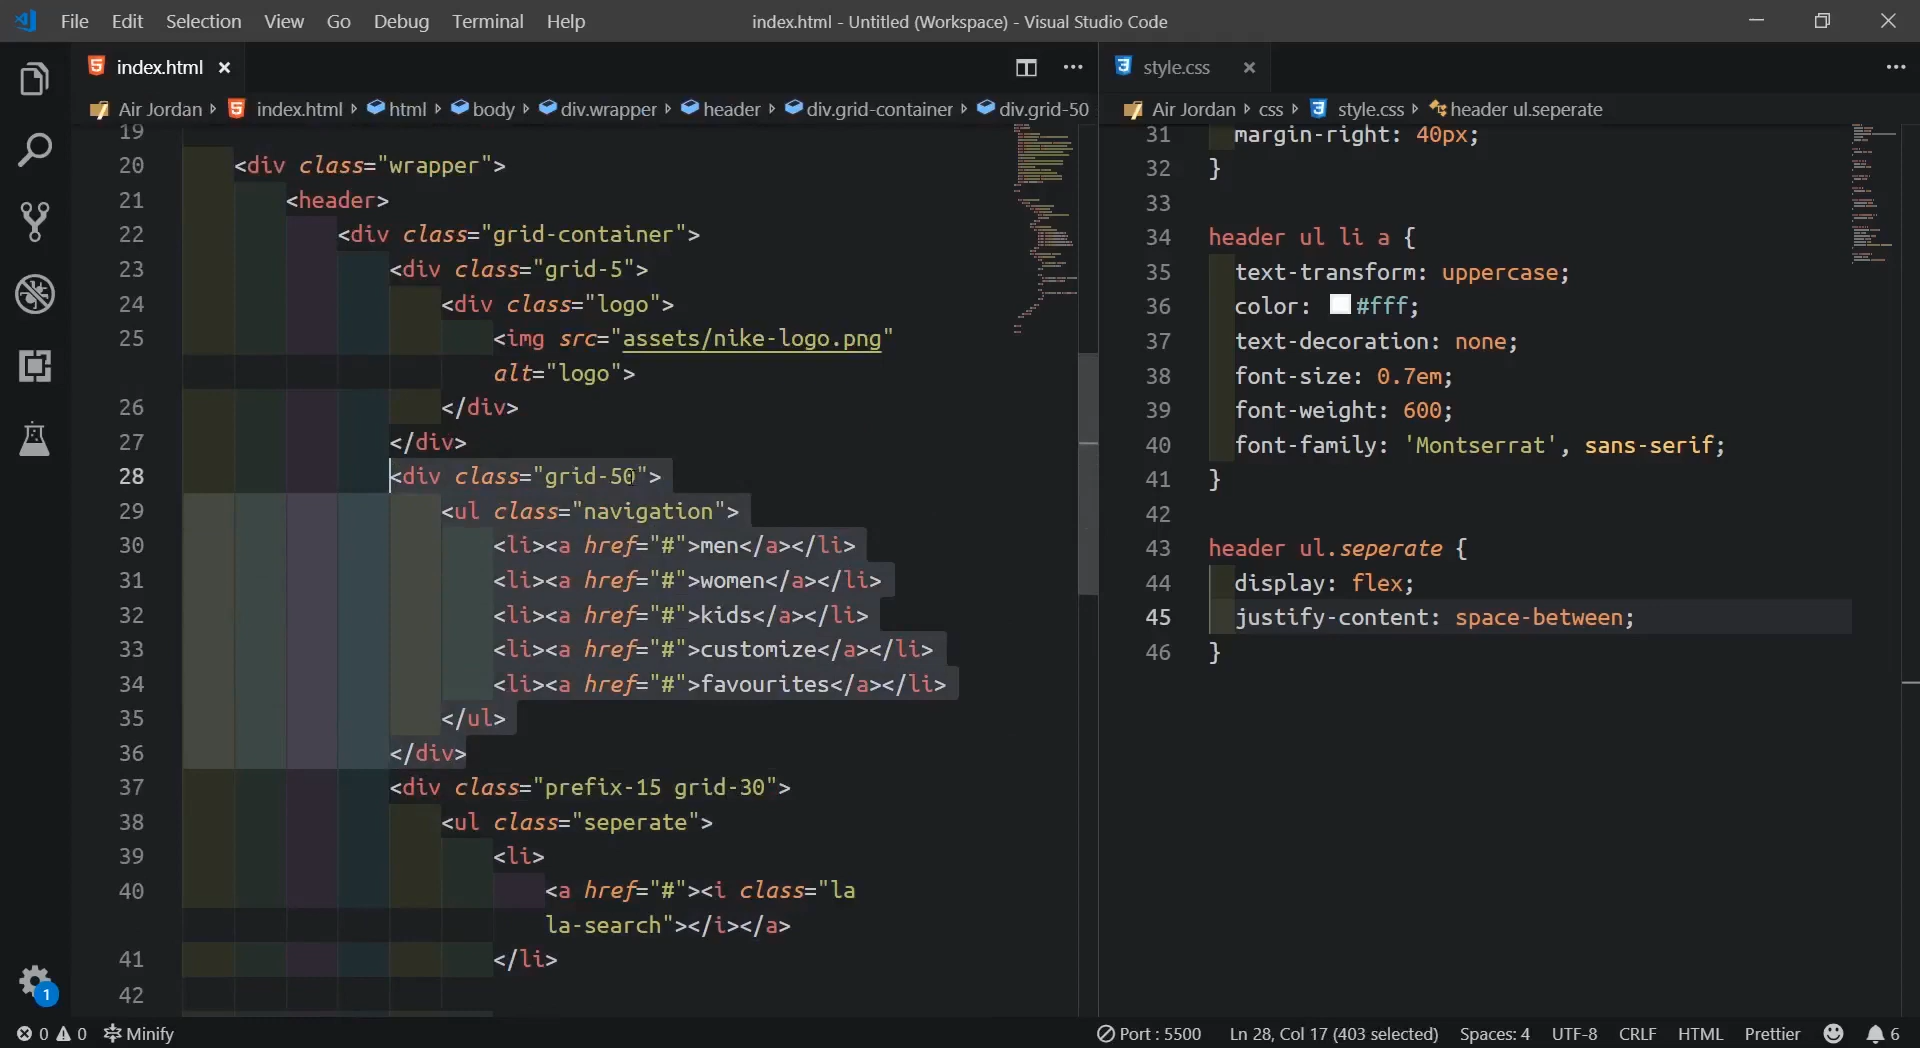 File Edit Selection View Go Debug Terminal Help
index.html - Untitled (Workspace) - Visual Studio Code
index.html
Air Jordan index.html html body div.wrapper header div.grid-container div.grid-50
19
20 <div class="wrapper">
21 <header>
22 <div class="grid-container">
23 <div class="grid-5">
24 <div class="logo">
25 <img src="assets/nike-logo.png"
alt="logo">
26 </div>
27 </div>
28 <div class="grid-50">
29 <ul class="navigation">
30 <li><a href="#">men</a></li>
31 <li><a href="#">women</a></li>
32 <li><a href="#">kids</a></li>
33 <li><a href="#">customize</a></li>
34 <li><a href="#">favourites</a></li>
35 </ul>
36 </div>
37 <div class="prefix-15 grid-30">
38 <ul class="seperate">
39 <li>
40 <a href="#"><i class="la
la-search"></i></a>
41 </li>
42
style.css
Air Jordan css style.css header ul.seperate
31 margin-right: 40px;
32 }
33
34 header ul li a {
35 text-transform: uppercase;
36 color: #fff;
37 text-decoration: none;
38 font-size: 0.7em;
39 font-weight: 600;
40 font-family: 'Montserrat', sans-serif;
41 }
42
43 header ul.seperate {
44 display: flex;
45 justify-content: space-between;
46 }
1
0 0 Minify
Port : 5500 Ln 28, Col 17 (403 selected) Spaces: 4 UTF-8 CRLF HTML Prettier 6